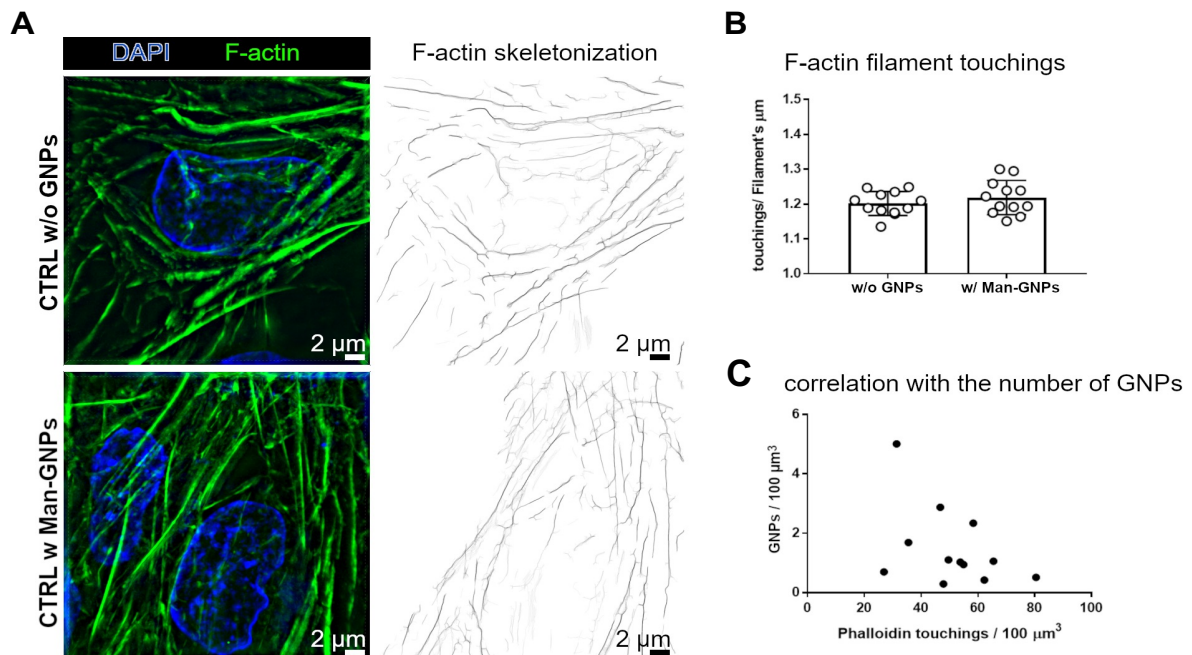 A
DAPI F-actin
F-actin skeletonization
CTRL w/o GNPs
2 µm
2 µm
CTRL w Man-GNPs
2 µm
2 µm
B
F-actin filament touchings
touchings/ Filament's µm
1.5
1.4
1.3
1.2
1.1
1.0
w/o GNPs w/ Man-GNPs
C
correlation with the number of GNPs
GNPs / 100 µm³
6
4
2
0
0 20 40 60 80 100
Phalloidin touchings / 100 µm³